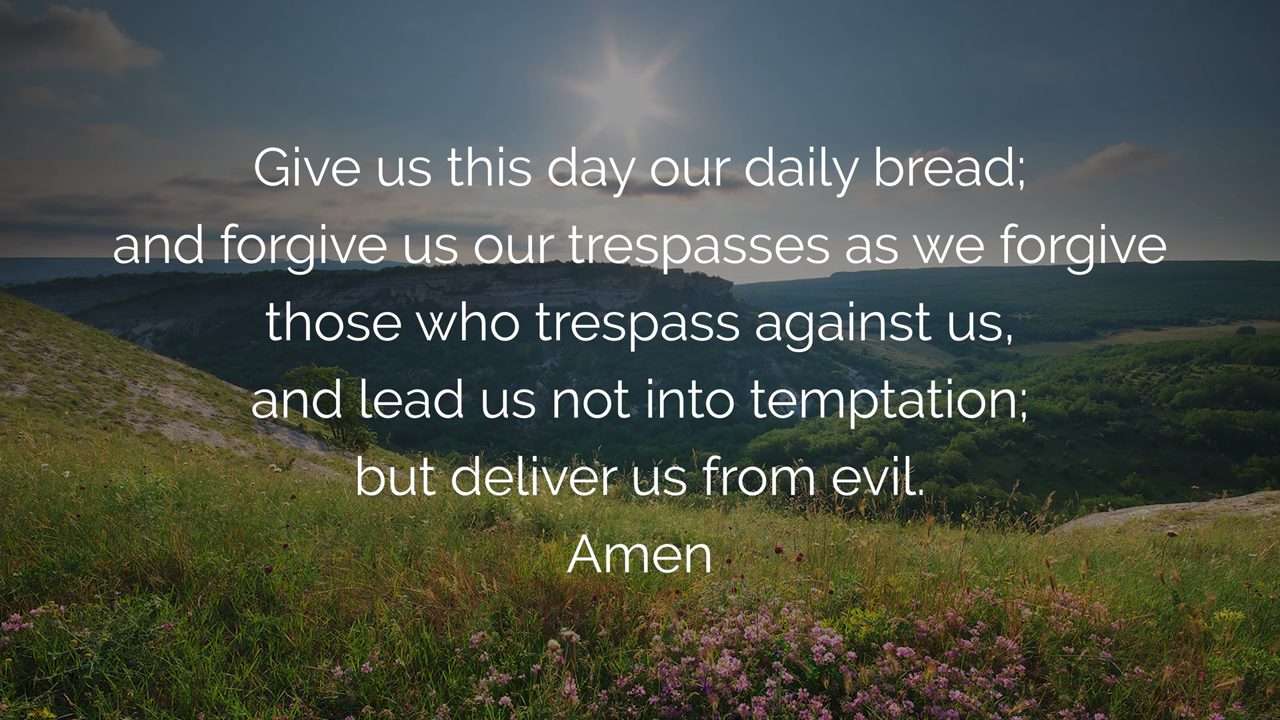 Give us this day our daily bread;
and forgive us our trespasses as we forgive
those who trespass against us,
and lead us not into temptation;
but deliver us from evil.
Amen